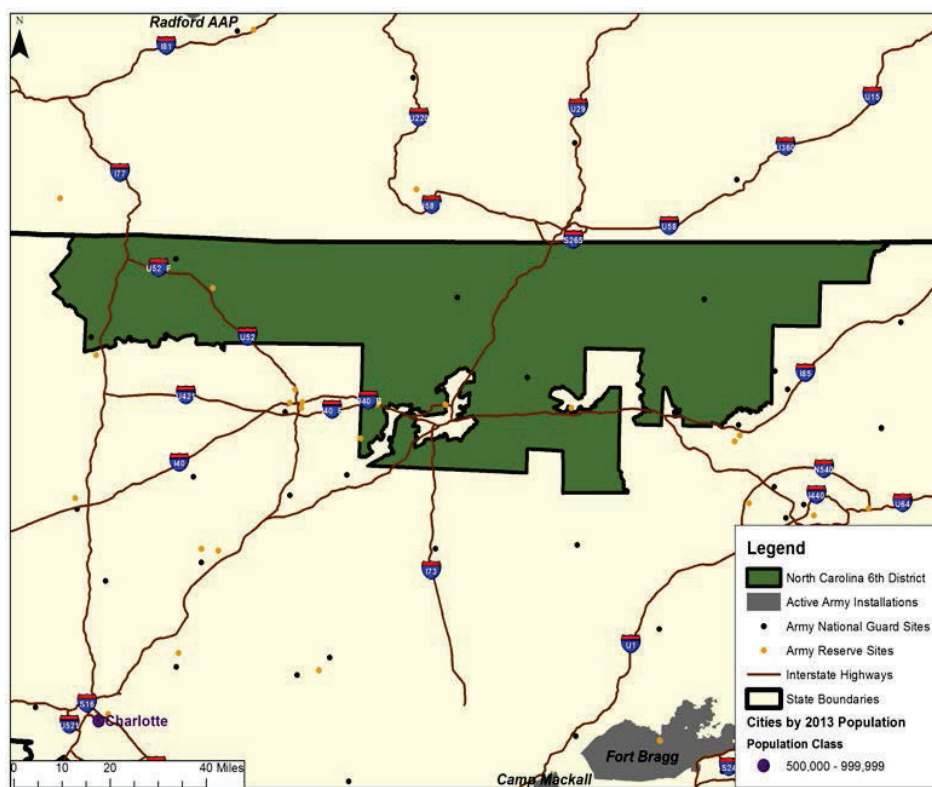 N
Radford AAP
I81
U220
U29
U15
U360
I77
U58
S265
U52
U52
U421
I40
I85
I40
N540
I440
U64
I73
U1
S16
U521
Charlotte
Fort Bragg
Camp Mackall
S24
0 10 20 40 Miles
Legend
North Carolina 6th District
Active Army Installations
Army National Guard Sites
Army Reserve Sites
Interstate Highways
State Boundaries
Cities by 2013 Population
Population Class
500,000 - 999,999